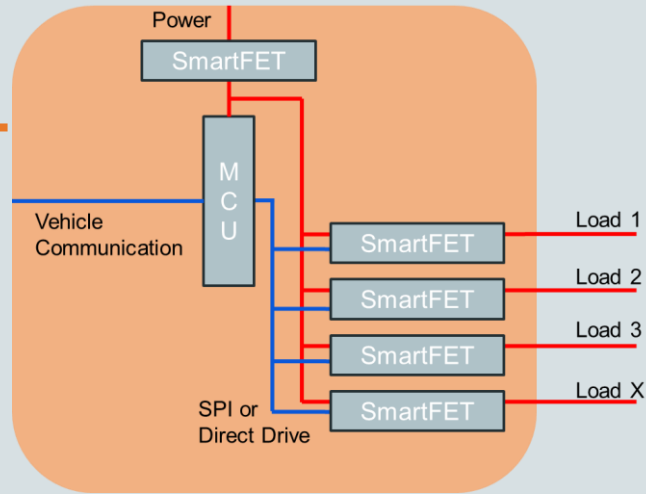 Power
SmartFET
M
C
U
Vehicle
Communication
SmartFET
Load 1
SmartFET
Load 2
SmartFET
Load 3
SmartFET
Load X
SPI or
Direct Drive